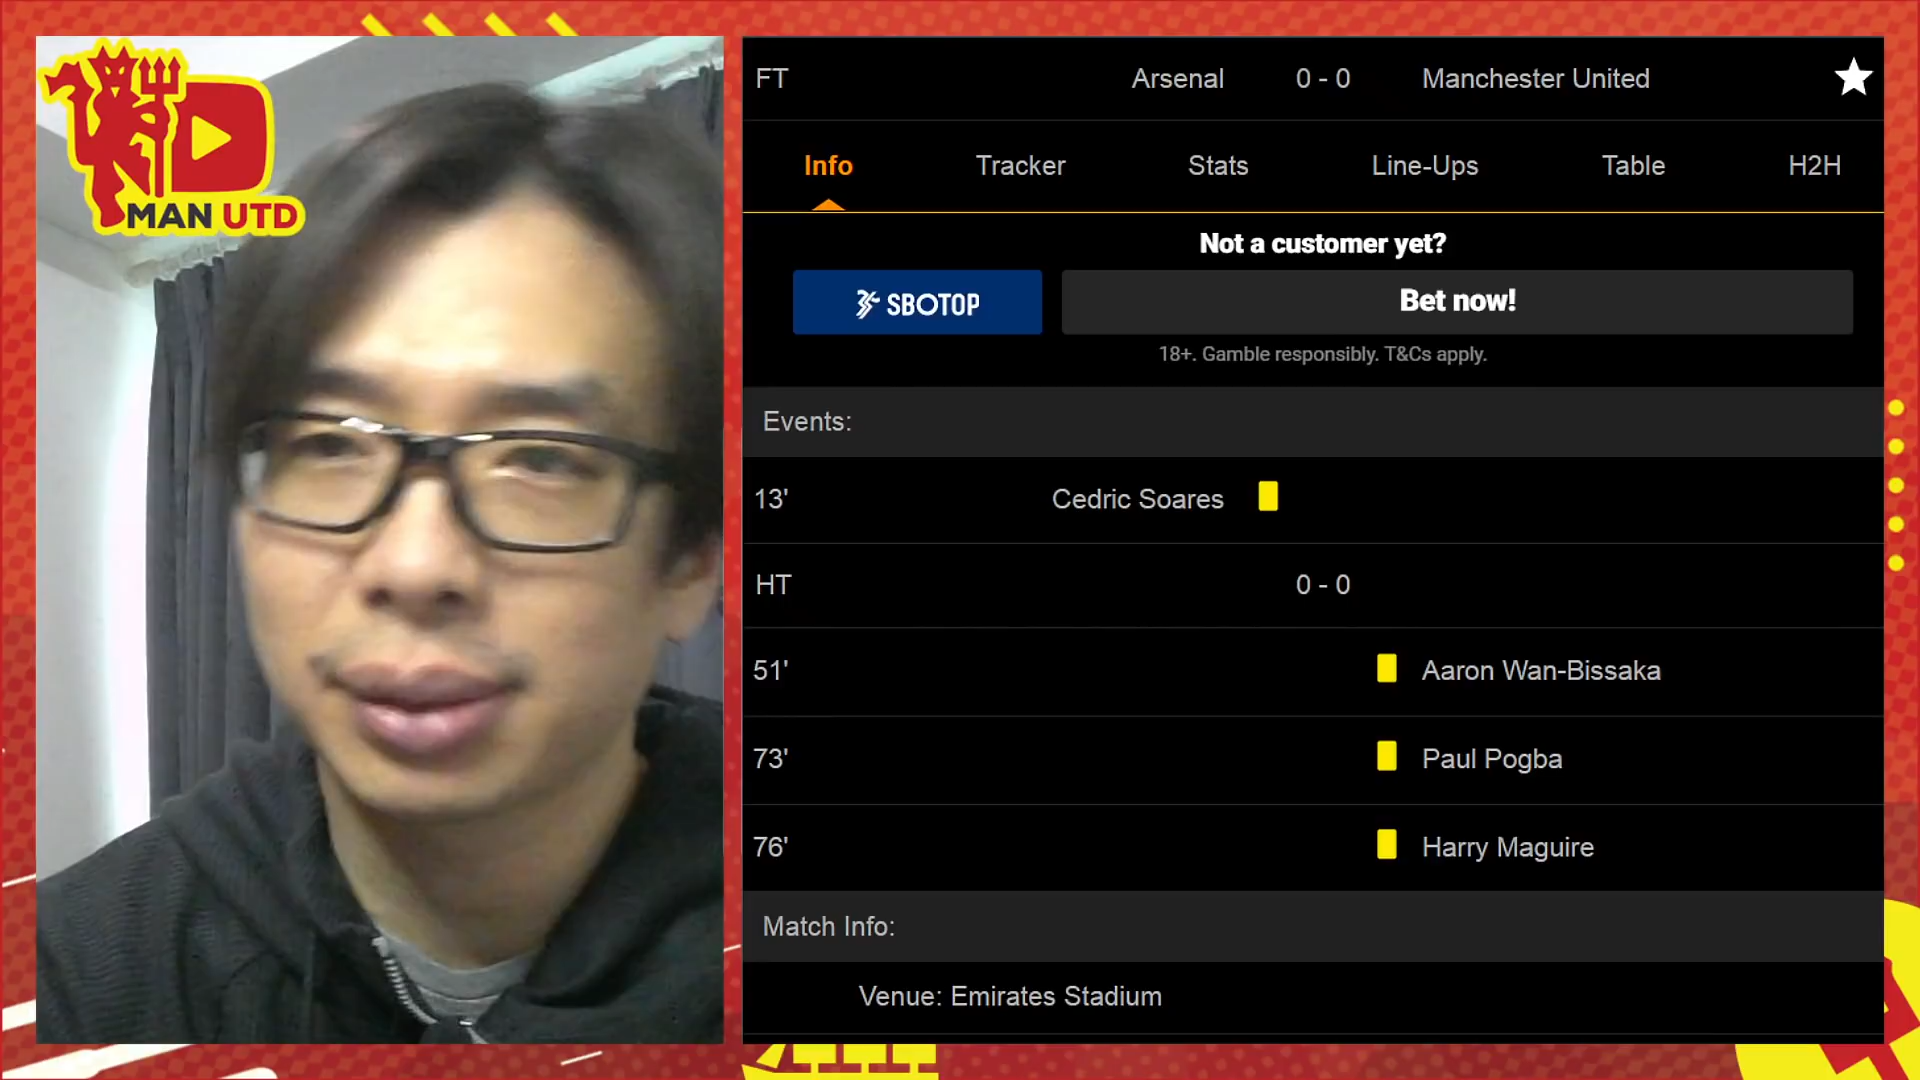 MAN UTD
FT Arsenal 0 - 0 Manchester United
Info Tracker Stats Line-Ups Table H2H
Not a customer yet?
SBOTOP Bet now!
18+. Gamble responsibly. T&Cs apply.
Events:
13' Cedric Soares
HT 0 - 0
51' Aaron Wan-Bissaka
73' Paul Pogba
76' Harry Maguire
Match Info:
Venue: Emirates Stadium